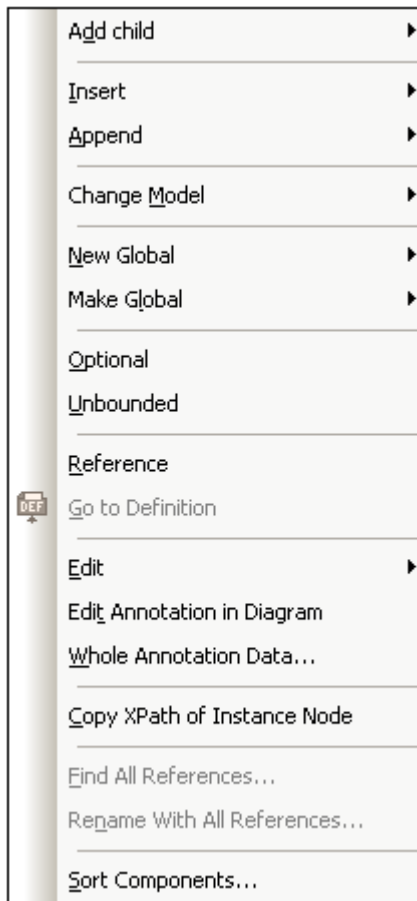 Add child
Insert
Append
Change Model
New Global
Make Global
Optional
Unbounded
Reference
DEF
Go to Definition
Edit
Edit Annotation in Diagram
Whole Annotation Data...
Copy XPath of Instance Node
Find All References...
Rename With All References...
Sort Components...